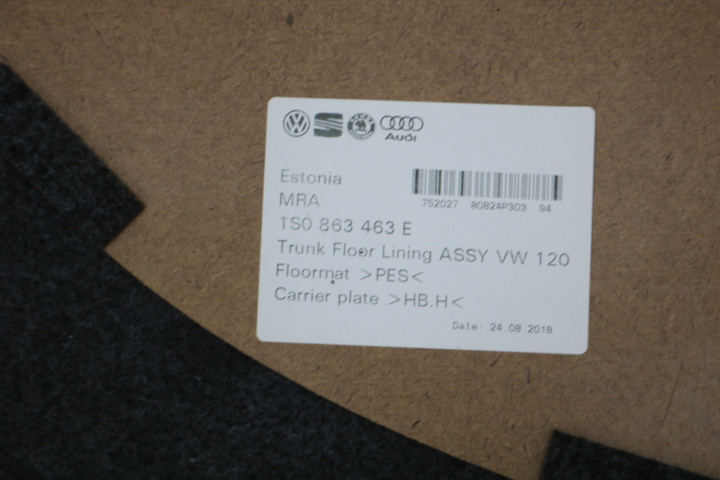 Audi
Estonia
MRA
752027 80824P303 94
1S0 863 463 E
Trunk Floor Lining ASSY VW 120
Floormat >PES<
Carrier plate >HB.H<
Date: 24.08.2018